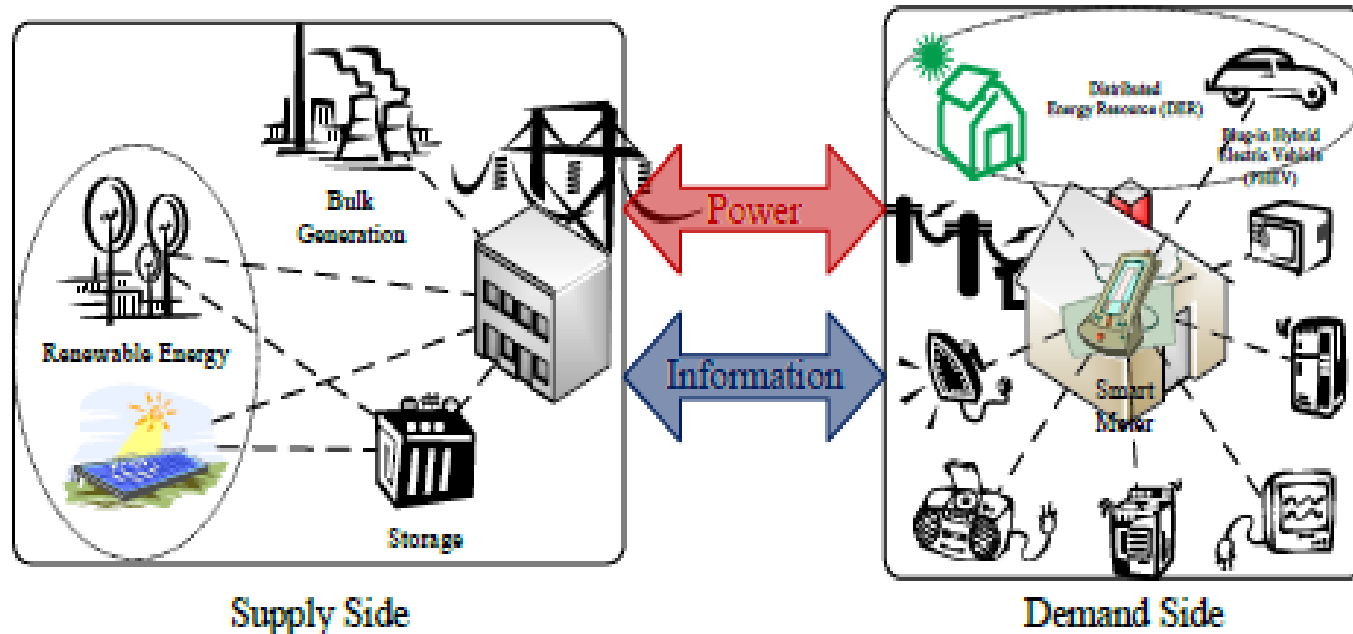 Bulk
Generation
Renewable Energy
Storage
Supply Side
Power
Information
Distributed
Energy Resource (DER)
Plug-in Hybrid
Electric Vehicle
(PHEV)
Smart
Meter
Demand Side